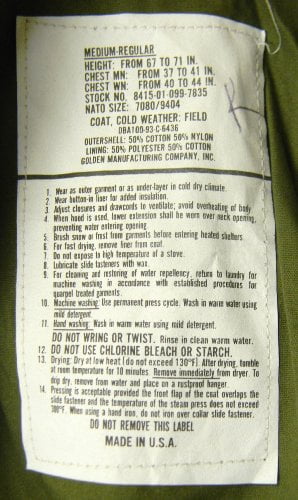 MEDIUM-REGULAR
HEIGHT: FROM 67 TO 71 IN.
CHEST MN: FROM 37 TO 41 IN.
CHEST WN: FROM 40 TO 44 IN.
STOCK NO. 8415-01-099-7835
NATO SIZE: 7080/9404
COAT, COLD WEATHER: FIELD
DBA100-93-C-6436
OUTERSHELL: 50% COTTON 50% NYLON
LINING: 50% POLYESTER 50% COTTON
GOLDEN MANUFACTURING COMPANY, INC.
1. Wear as outer garment or as under-layer in cold dry climate.
2. Wear button-in liner for added insulation.
3. Adjust closures and drawcords to ventilate; avoid overheating of body
4. When hood is used, lower extension shall be worn over neck opening,
preventing water entering opening.
5. Brush snow or frost from garments before entering heated shelters.
6. For fast drying, remove liner from coat.
7. Do not expose to high temperature of a stove.
8. Lubricate slide fasteners with wax.
9. For cleaning and restoring of water repellency, return to laundry for
machine washing in accordance with established procedures for
quarpel treated garments.
10. Machine washing: Use permanent press cycle. Wash in warm water using
mild detergent.
11. Hand washing: Wash in warm water using mild detergent.
DO NOT WRING OR TWIST. Rinse in clean warm water.
12. DO NOT USE CHLORINE BLEACH OR STARCH.
13. Drying: Dry at low heat (do not exceed 130°F). After drying, tumble
at room temperature for 10 minutes. Remove immediately from dryer. To
drip dry, remove from water and place on a rustproof hanger.
14. Pressing is acceptable provided the front flap of the coat overlaps the
slide fastener and the temperature of the steam press does not exceed
300°F. When using a hand iron, do not iron over collar slide fastener.
DO NOT REMOVE THIS LABEL
MADE IN U.S.A.